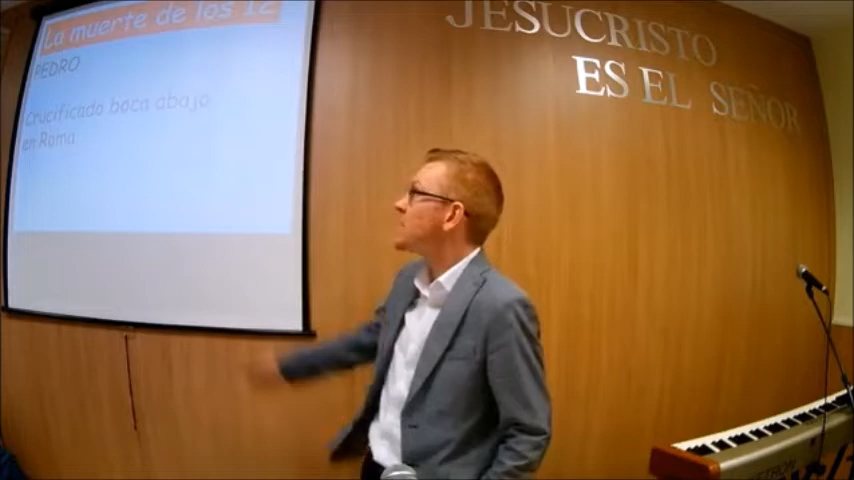 La muerte de los 12
PEDRO
Crucificado boca abajo
en Roma
JESUCRISTO
ES EL SEÑOR